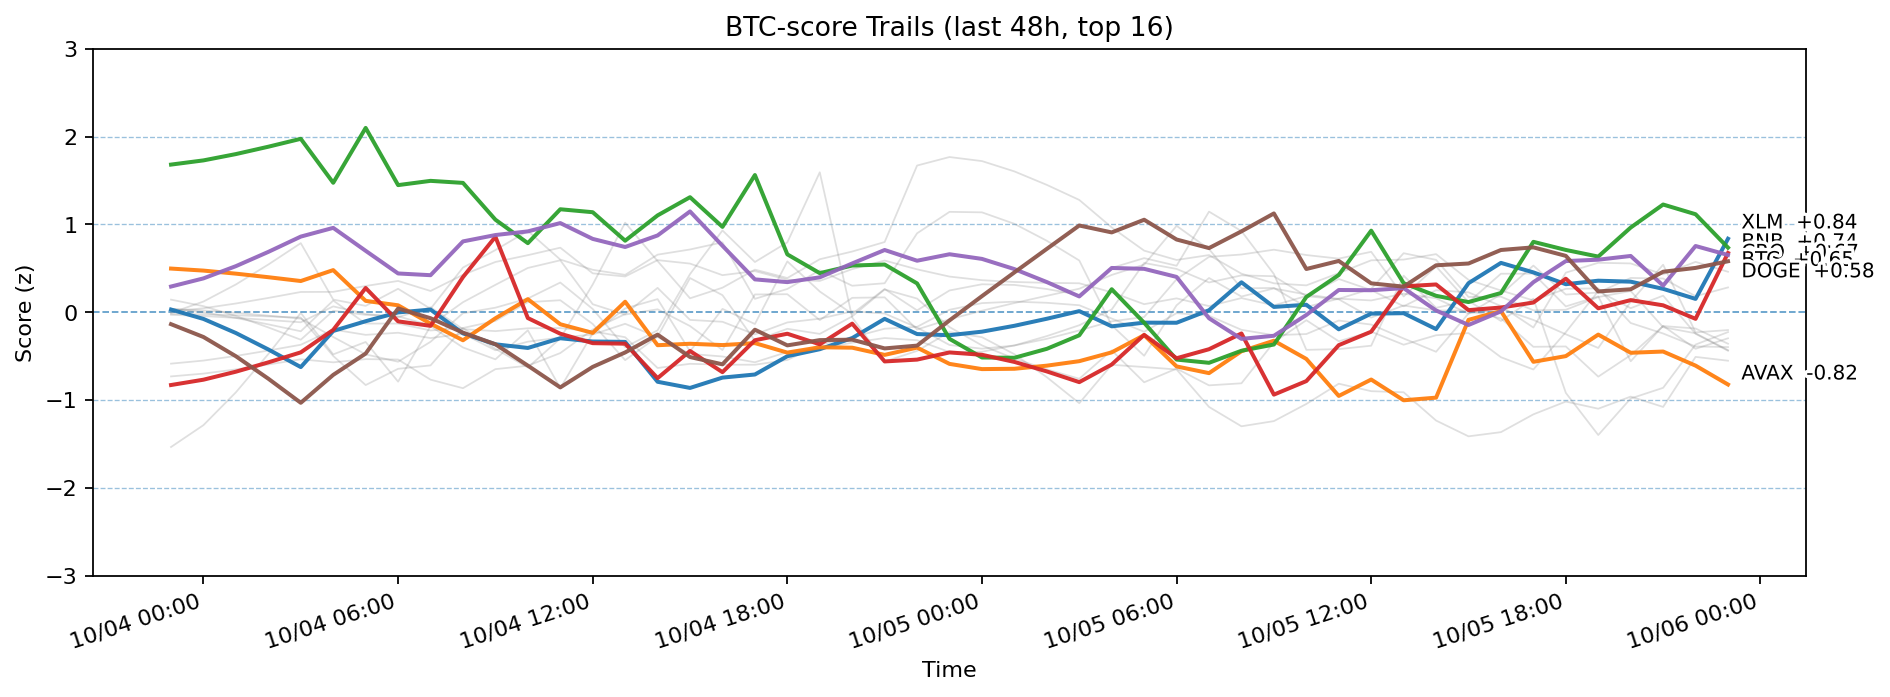 BTC-score Trails (last 48h, top 16)
3
2
1
0
−1
−2
−3
Score (z)
XLM +0.84
DOGE +0.58
AVAX -0.82
10/04 00:00
10/04 06:00
10/04 12:00
10/04 18:00
10/05 00:00
10/05 06:00
10/05 12:00
10/05 18:00
10/06 00:00
Time